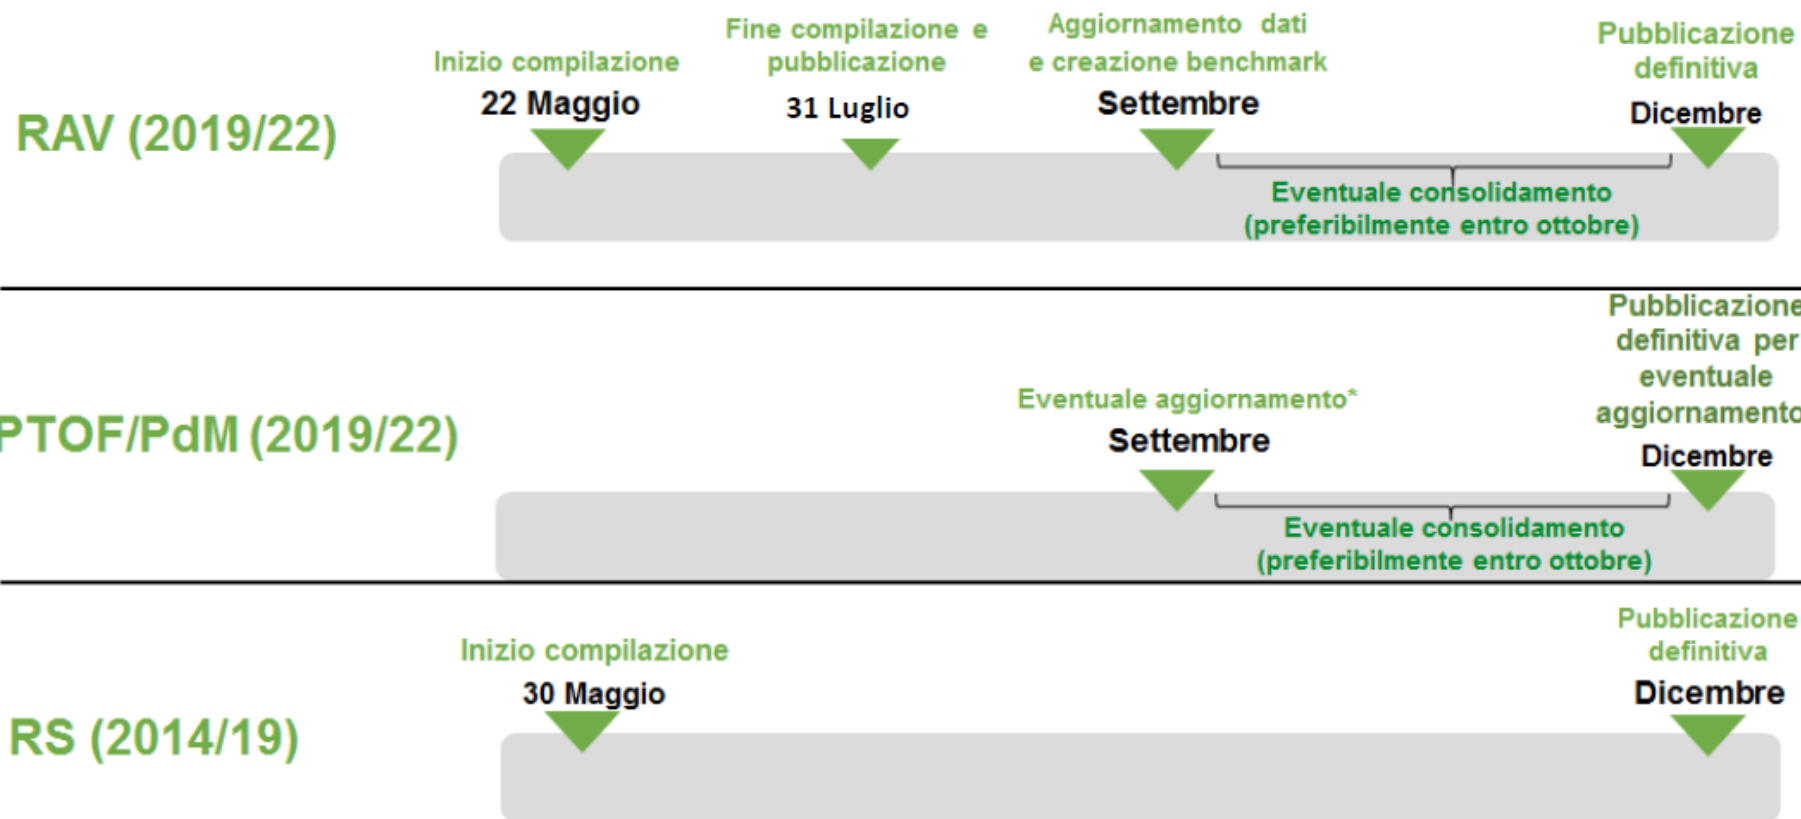 Inizio compilazione
22 Maggio
Fine compilazione e
pubblicazione
31 Luglio
Aggiornamento dati
e creazione benchmark
Settembre
Pubblicazione
definitiva
Dicembre
RAV (2019/22)
Eventuale consolidamento
(preferibilmente entro ottobre)
Pubblicazione
definitiva per
eventuale
aggiornamento
Dicembre
Eventuale aggiornamento*
Settembre
PTOF/PdM (2019/22)
Eventuale consolidamento
(preferibilmente entro ottobre)
Inizio compilazione
30 Maggio
Pubblicazione
definitiva
Dicembre
RS (2014/19)